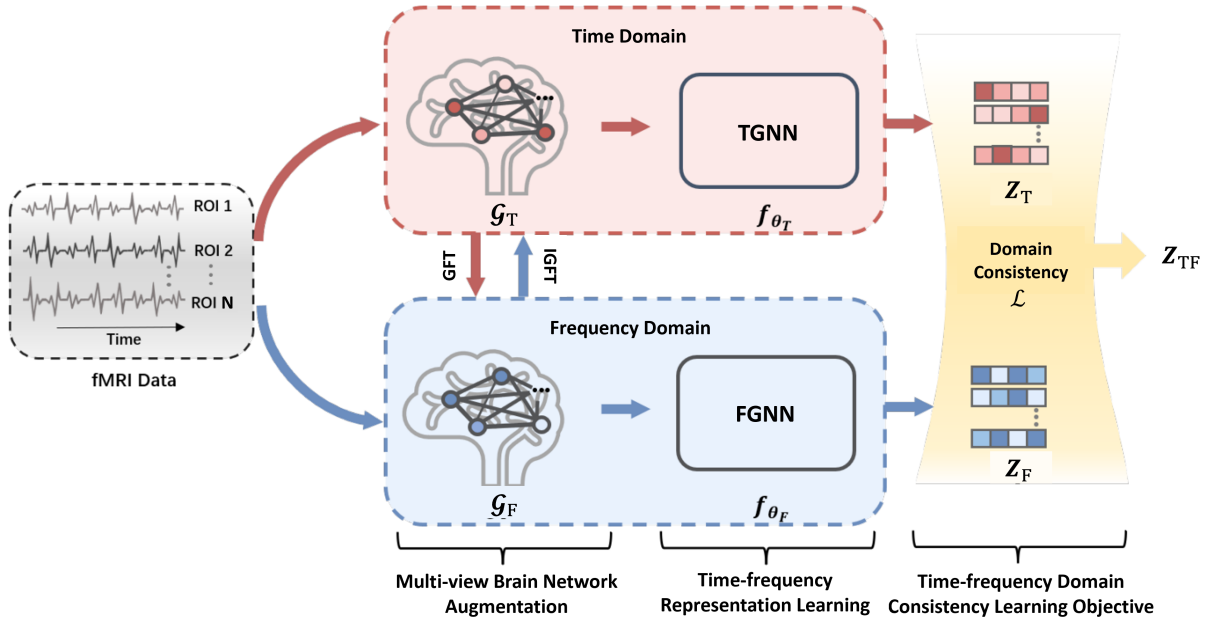 ROI 1
ROI 2
ROI N
Time
fMRI Data
Time Domain
...
𝓖T
TGNN
fθT
GFT
IGFT
Frequency Domain
...
𝓖F
FGNN
fθF
ZT
Domain
Consistency
ℒ
ZF
ZTF
Multi-view Brain Network
Augmentation
Time-frequency
Representation Learning
Time-frequency Domain
Consistency Learning Objective